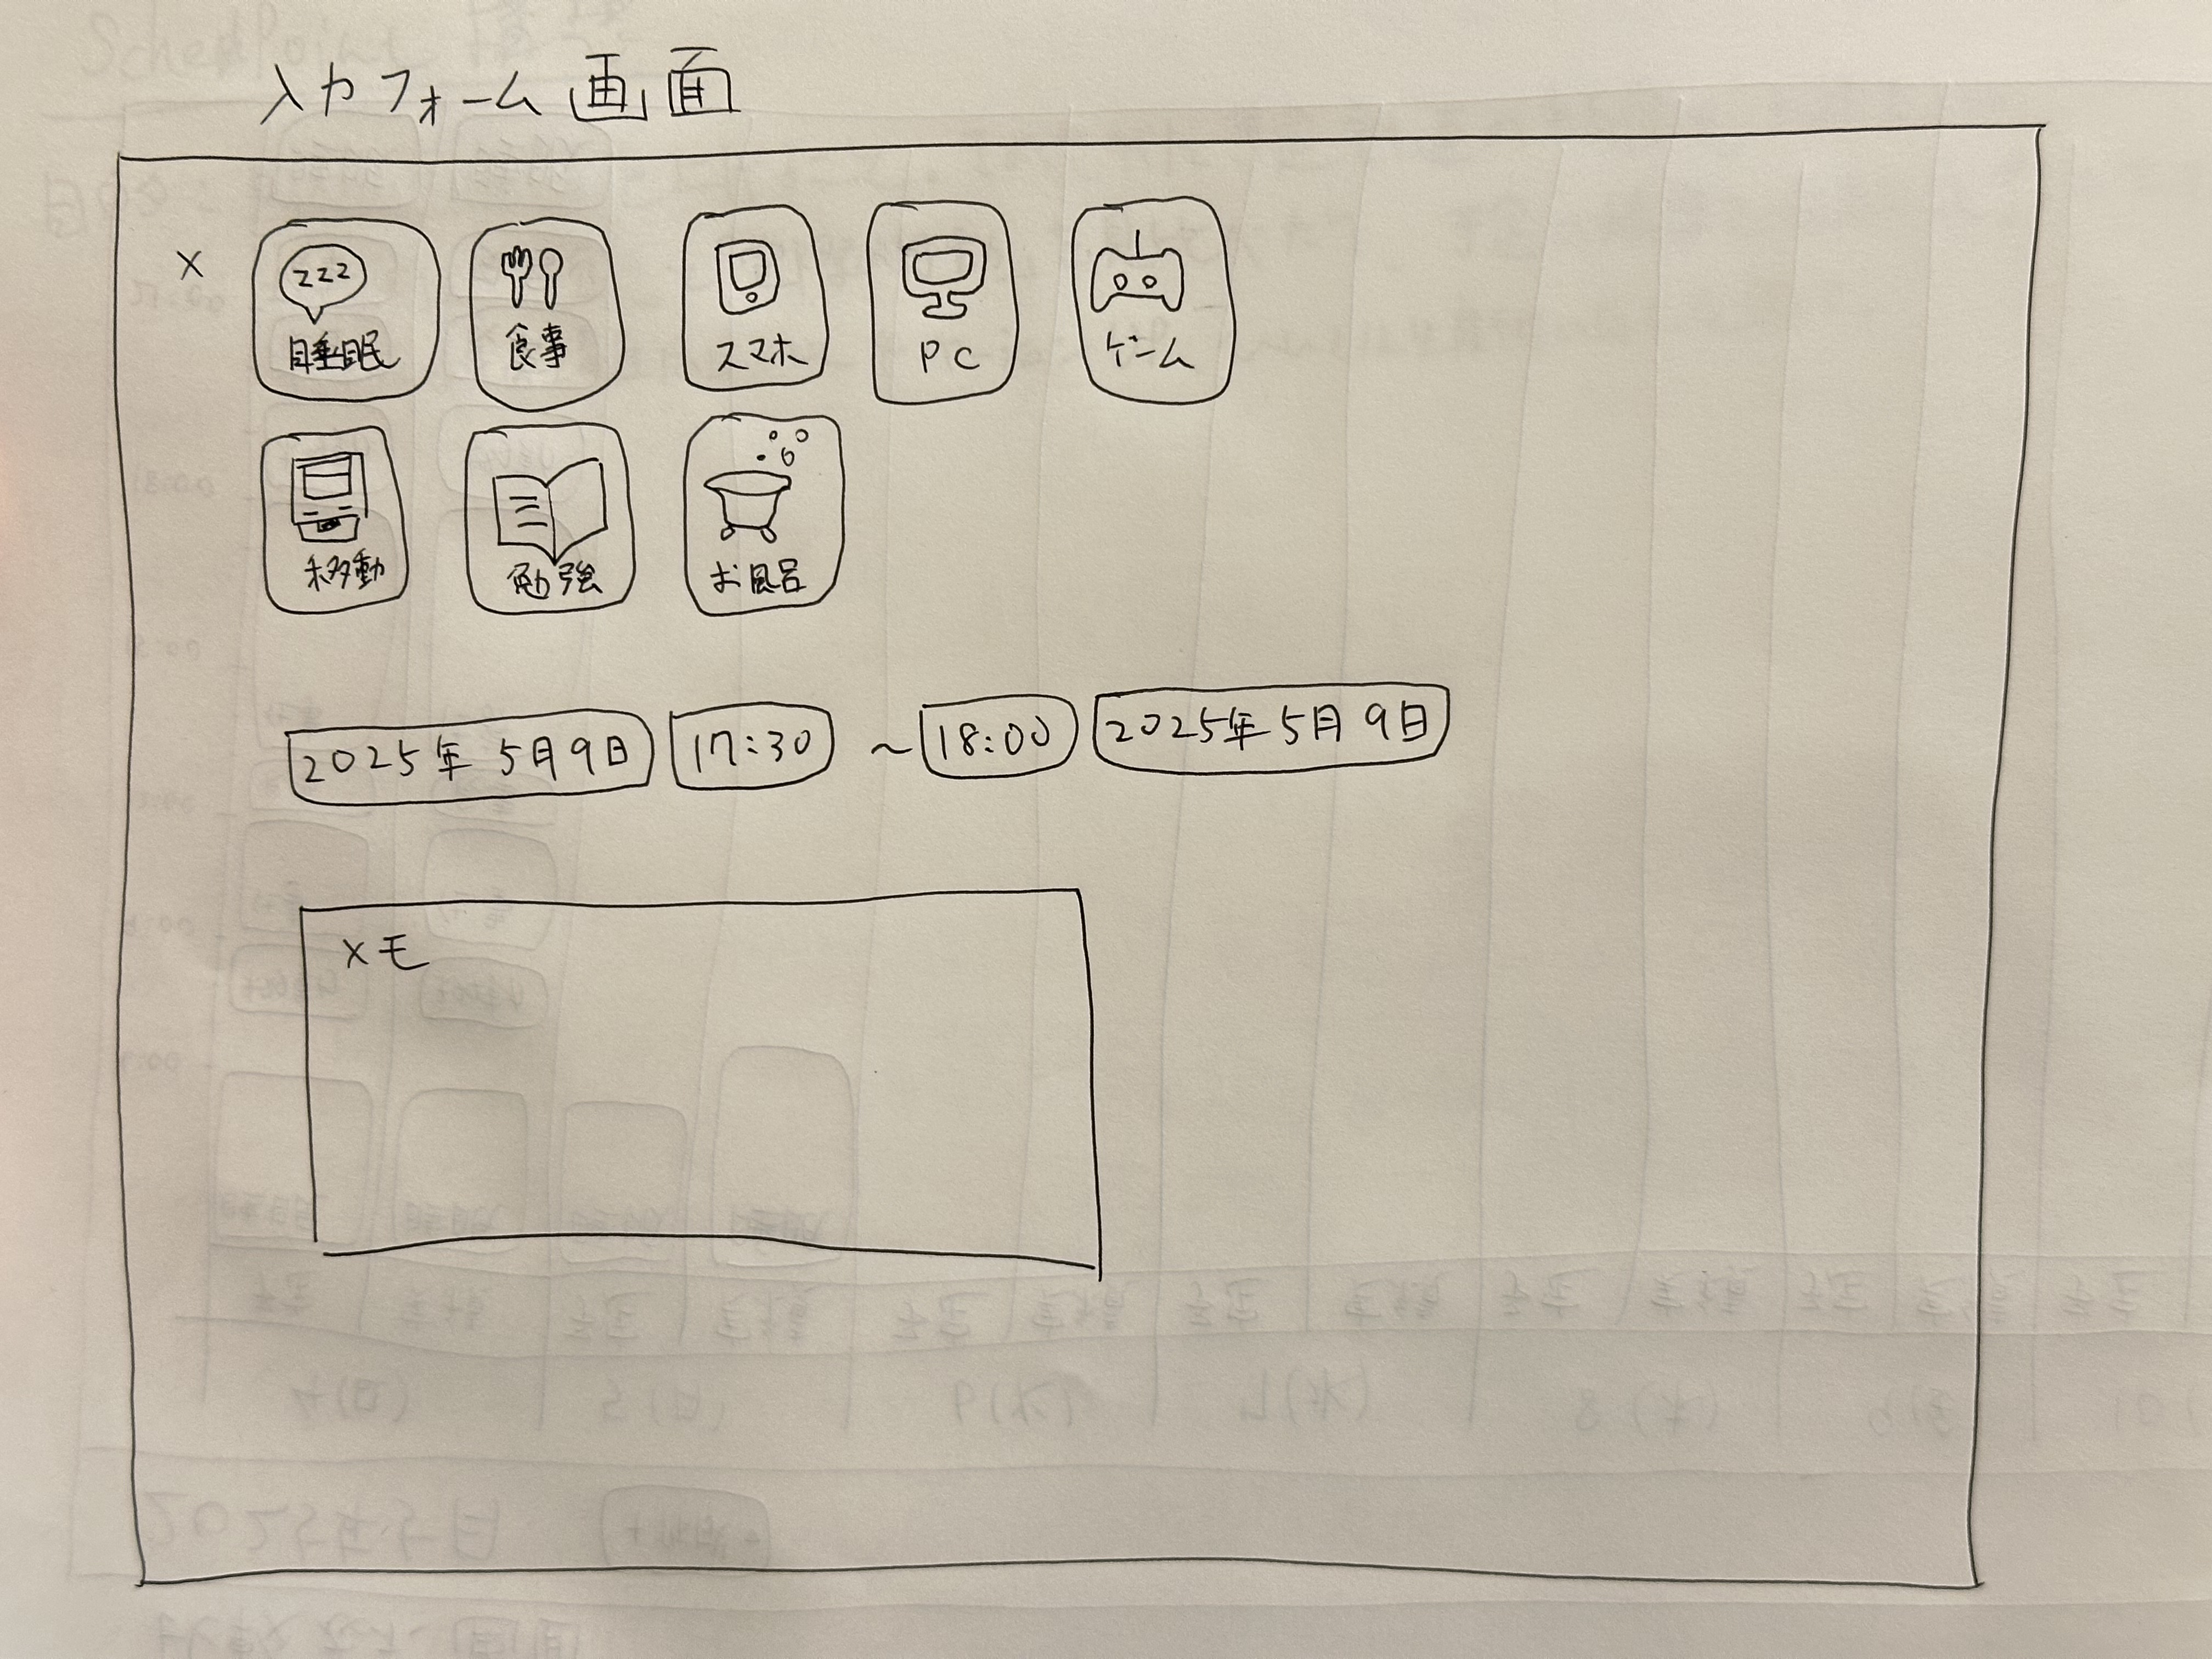 入力フォーム画面
×
zzz
睡眠
食事
スマホ
PC
ゲーム
移動
勉強
お風呂
2025年 5月9日 17:30 ~ 18:00 2025年5月9日
メモ